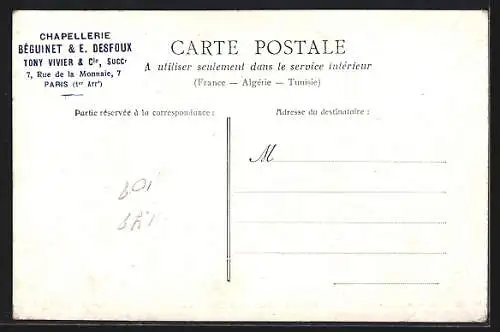 CHAPELLERIE
BÉGUINET & E. DESFOUX
TONY VIVIER & Cie, Succr
7, Rue de la Monnaie, 7
PARIS (1er Arrt)
CARTE POSTALE
A utiliser seulement dans le service intérieur
(France — Algérie — Tunisie)
Partie réservée à la correspondance :
Adresse du destinataire :
M